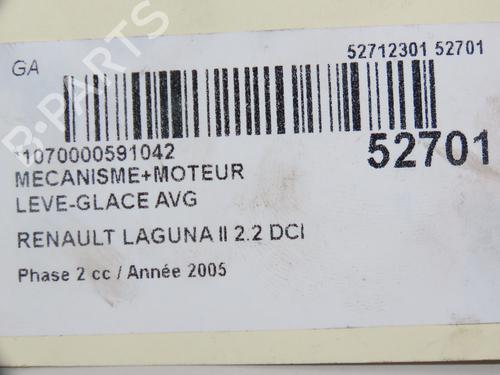 GA
52712301 52701
*1070000591042
52701
MECANISME+MOTEUR
LEVE-GLACE AVG
RENAULT LAGUNA II 2.2 DCI
Phase 2 cc / Année 2005
B-PARTS